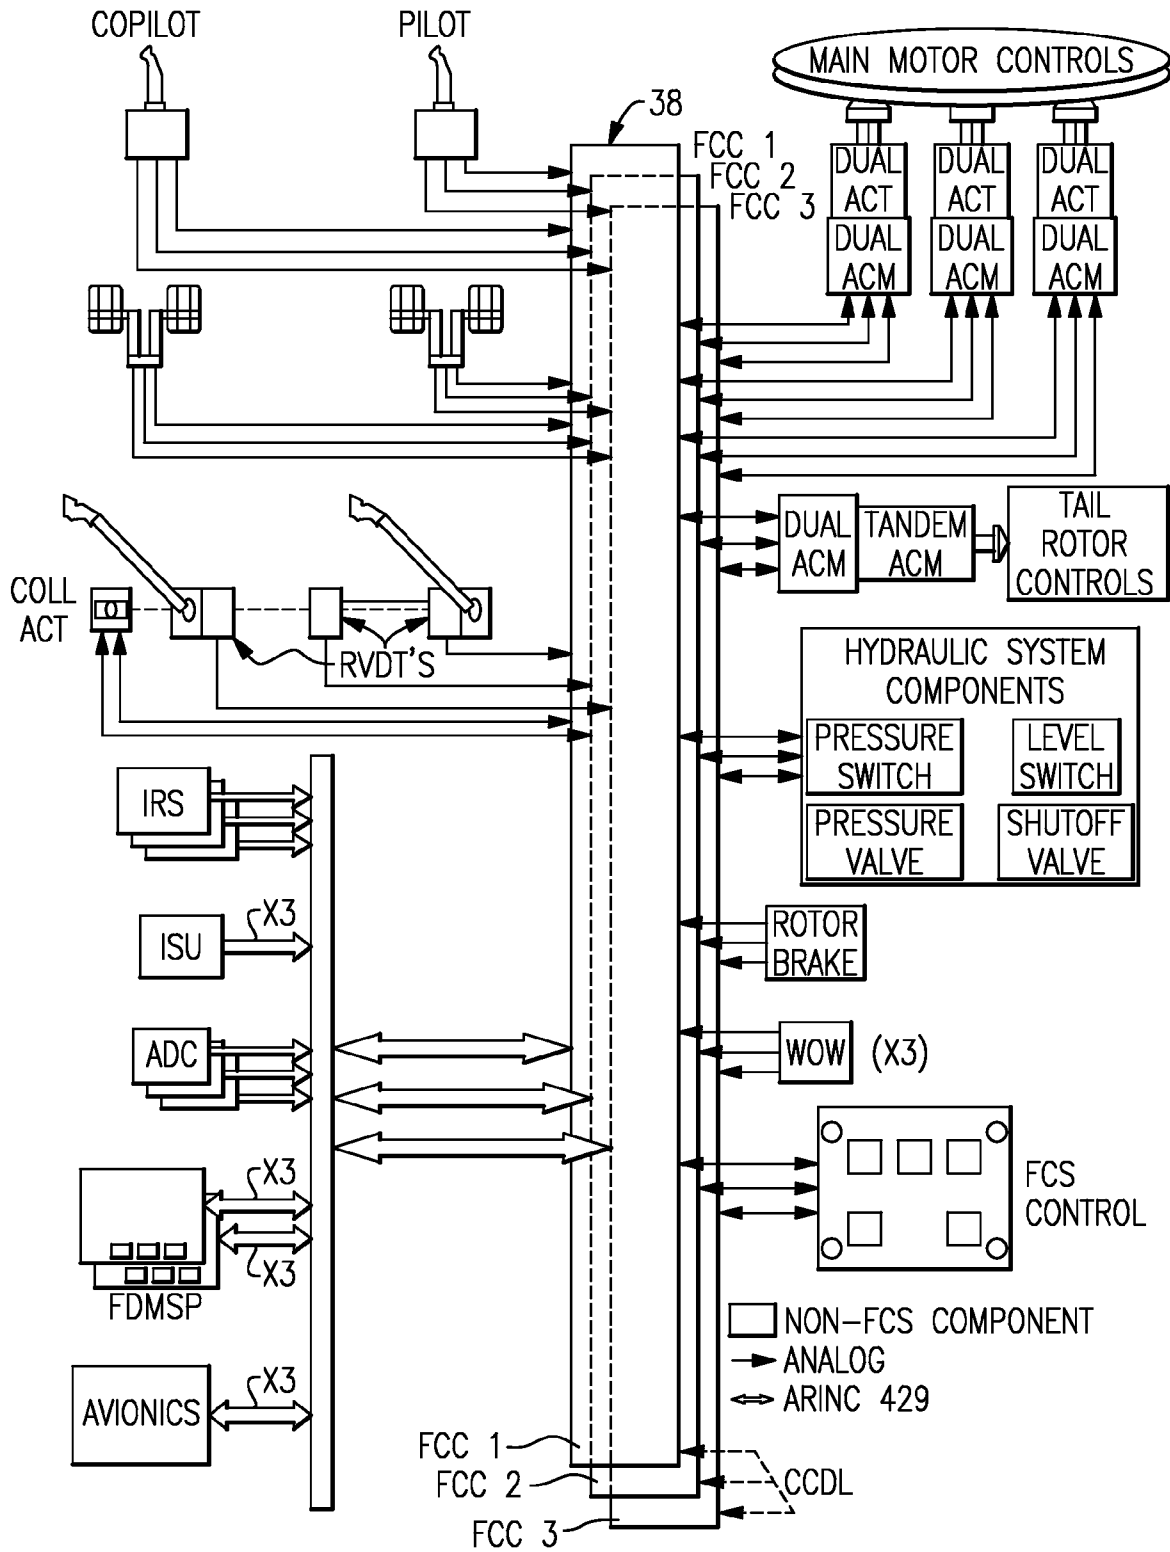 COPILOT
PILOT
MAIN MOTOR CONTROLS
38
FCC 1
FCC 2
FCC 3
DUAL
ACT
DUAL
ACM
DUAL
ACT
DUAL
ACM
DUAL
ACT
DUAL
ACM
DUAL
ACM
TANDEM
ACM
TAIL
ROTOR
CONTROLS
COLL
ACT
RVDT'S
HYDRAULIC SYSTEM
COMPONENTS
PRESSURE
SWITCH
LEVEL
SWITCH
PRESSURE
VALVE
SHUTOFF
VALVE
IRS
ISU
X3
ROTOR
BRAKE
ADC
WOW
(X3)
X3
X3
FDMSP
FCS
CONTROL
AVIONICS
X3
NON-FCS COMPONENT
ANALOG
ARINC 429
FCC 1
FCC 2
FCC 3
CCDL